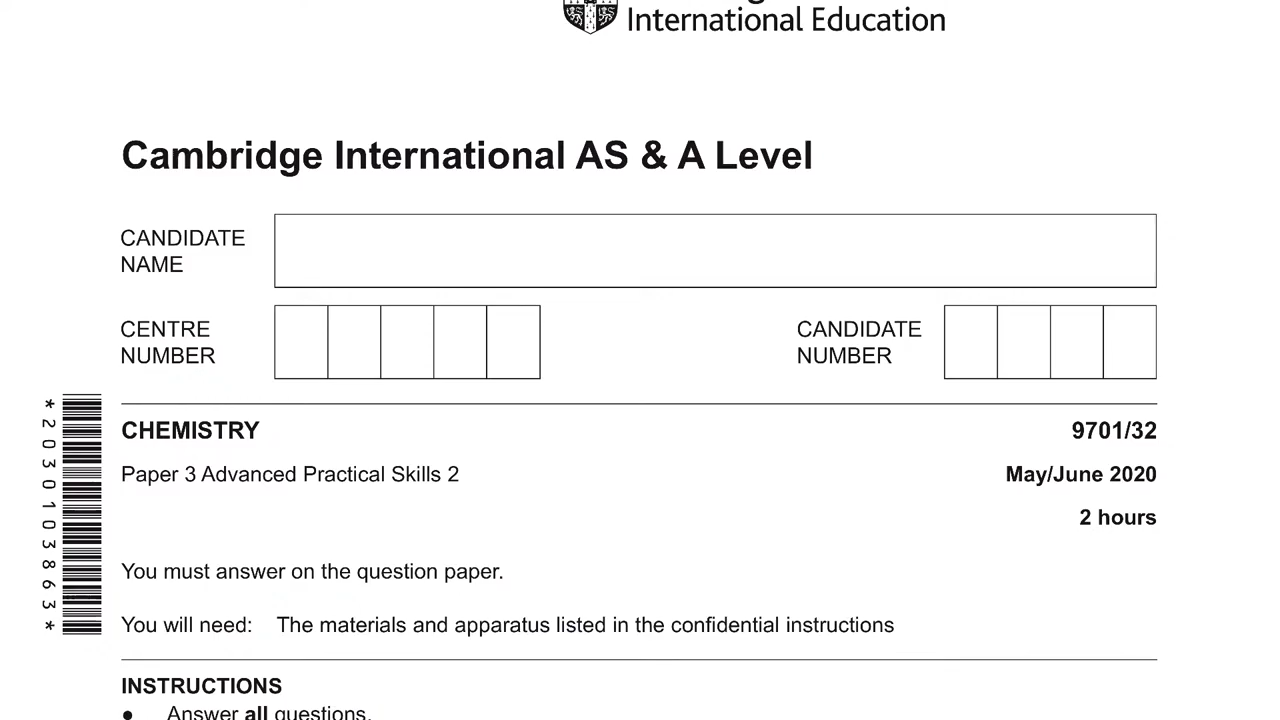 International Education
Cambridge International AS & A Level
CANDIDATE
NAME
CENTRE
NUMBER
CANDIDATE
NUMBER
*2030103863*
CHEMISTRY 9701/32
Paper 3 Advanced Practical Skills 2 May/June 2020
2 hours
You must answer on the question paper.
You will need: The materials and apparatus listed in the confidential instructions
INSTRUCTIONS
● Answer all questions.